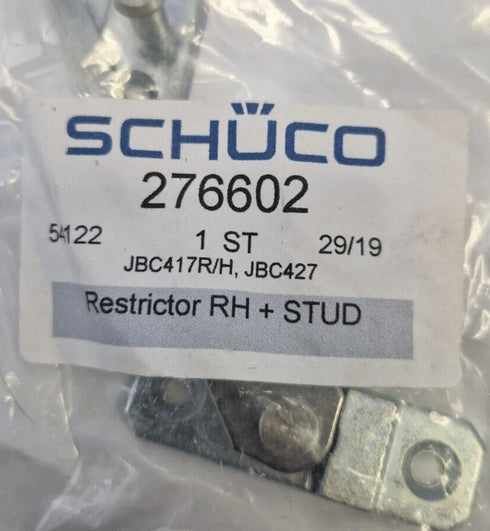 SCHÜCO
276602
54122 1 ST 29/19
JBC417R/H, JBC427
Restrictor RH + STUD